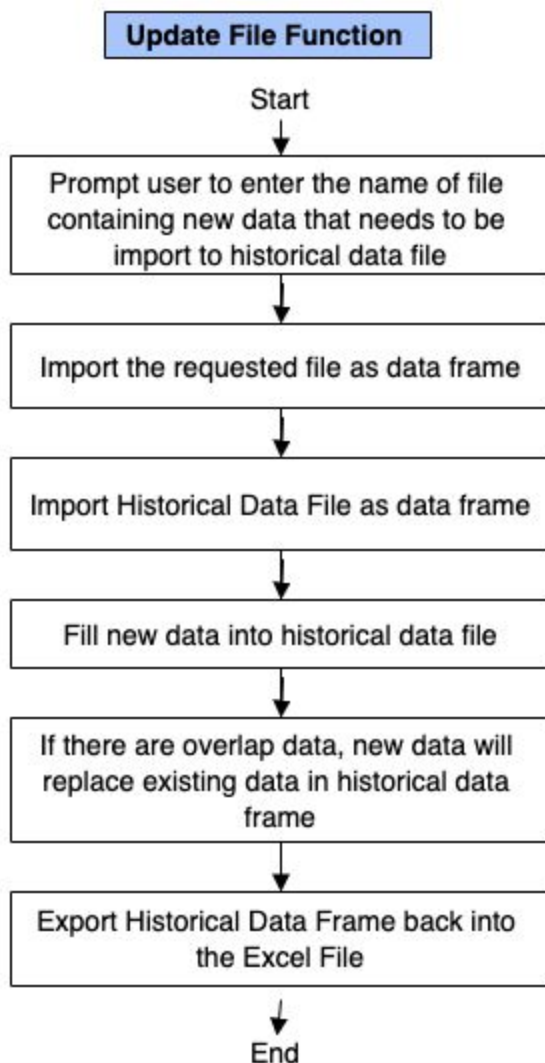 Update File Function
Start
Prompt user to enter the name of file
containing new data that needs to be
import to historical data file
Import the requested file as data frame
Import Historical Data File as data frame
Fill new data into historical data file
If there are overlap data, new data will
replace existing data in historical data
frame
Export Historical Data Frame back into
the Excel File
End